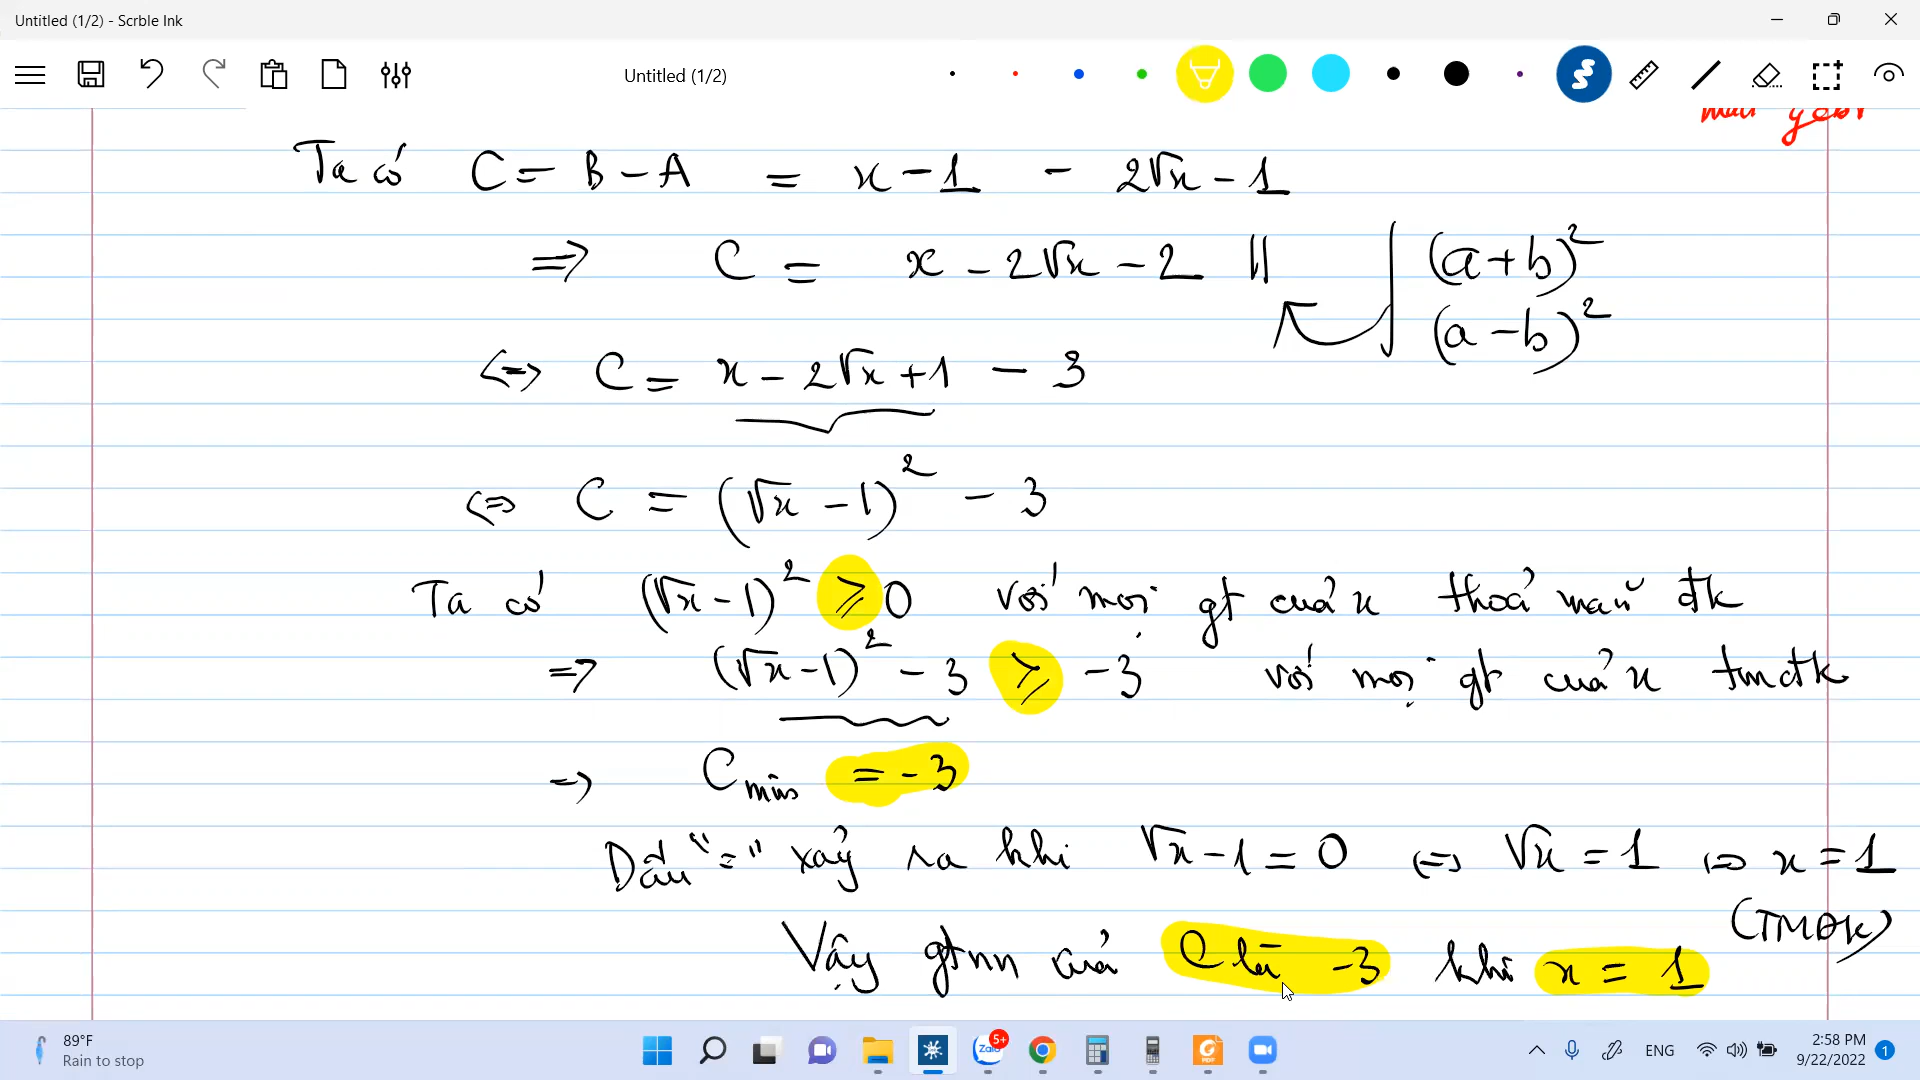 Untitled (1/2) - Scrble Ink
Untitled (1/2)
Ta có C = B - A = x - 1 - 2√x - 1
=> C = x - 2√x - 2 || (a+b)²
(a-b)²
<=> C = x - 2√x + 1 - 3
<=> C = (√x - 1)² - 3
Ta có (√x - 1)² ⩾ 0 với mọi gt của x thoả mãn đk
=> (√x - 1)² - 3 ⩾ -3 với mọi gt của x tmđk
=> Cmin = -3
Dấu "=" xảy ra khi √x - 1 = 0 <=> √x = 1 <=> x = 1
(TMĐK)
Vậy gtnn của C là -3 khi x = 1
89°F
Rain to stop
Zalo
5+
ENG
2:58 PM
9/22/2022
1